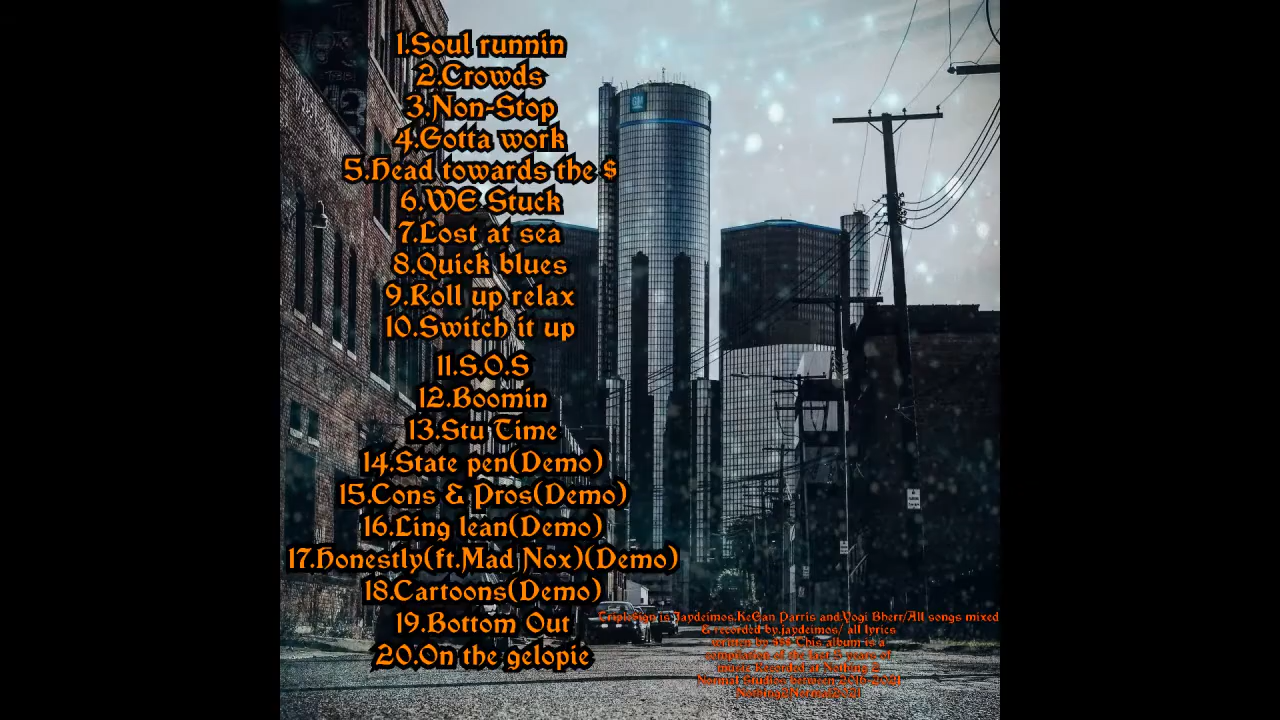 1.Soul runnin
2.Crowds
3.Non-Stop
4.Gotta work
5.Head towards the $
6.WE Stuck
7.Lost at sea
8.Quick blues
9.Roll up relax
10.Switch it up
11.S.O.S
12.Boomin
13.Stu Time
14.State pen(Demo)
15.Cons & Pros(Demo)
16.Ling lean(Demo)
17.Honestly(ft.Mad Nox)(Demo)
18.Cartoons(Demo)
19.Bottom Out
20.On the gelopie
GM
is Jaydeimos,KeGan Parris and Yogi Bherr/All songs mixed
& recorded by.jaydeimos/ all lyrics
written by This album is a
compilation of the last 5 years of
music Recorded at Nothing 2
Normal Studios between 2016-2021
Nothing2Normal2021